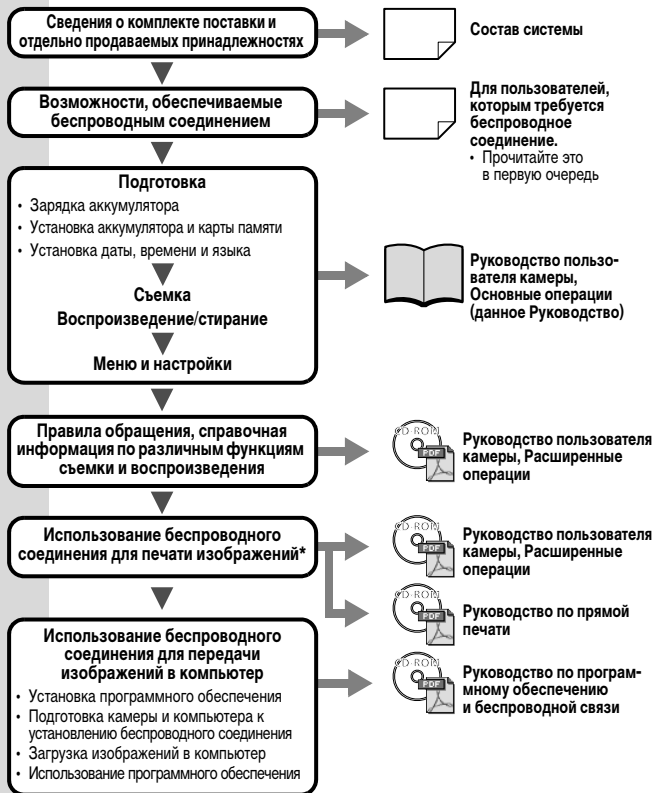 Сведения о комплекте поставки и
отдельно продаваемых принадлежностях
Состав системы
Возможности, обеспечиваемые
беспроводным соединением
Для пользователей,
которым требуется
беспроводное
соединение.
• Прочитайте это
в первую очередь
Подготовка
• Зарядка аккумулятора
• Установка аккумулятора и карты памяти
• Установка даты, времени и языка
Съемка
Воспроизведение/стирание
Меню и настройки
Руководство пользо-
вателя камеры,
Основные операции
(данное Руководство)
Правила обращения, справочная
информация по различным функциям
съемки и воспроизведения
CD-ROM
PDF
Руководство пользователя
камеры, Расширенные
операции
Использование беспроводного
соединения для печати изображений*
CD-ROM
PDF
Руководство пользователя
камеры, Расширенные
операции
CD-ROM
PDF
Руководство по прямой
печати
Использование беспроводного
соединения для передачи
изображений в компьютер
• Установка программного обеспечения
• Подготовка камеры и компьютера к
установлению беспроводного соединения
• Загрузка изображений в компьютер
• Использование программного обеспечения
CD-ROM
PDF
Руководство по програм-
мному обеспечению
и беспроводной связи